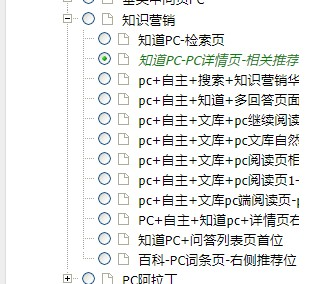 知识营销
知道PC-检索页
知道PC-PC详情页-相关推荐
pc+自主+搜索+知识营销华
pc+自主+知道+多回答页面
pc+自主+文库+pc继续阅读
pc+自主+文库+pc文库自然
pc+自主+文库+pc阅读页相
pc+自主+文库+pc阅读页1-
pc+自主+文库pc端阅读页-p
PC+自主+知道pc+详情页右
知道PC+问答列表页首位
百科-PC词条页-右侧推荐位
PC阿拉丁